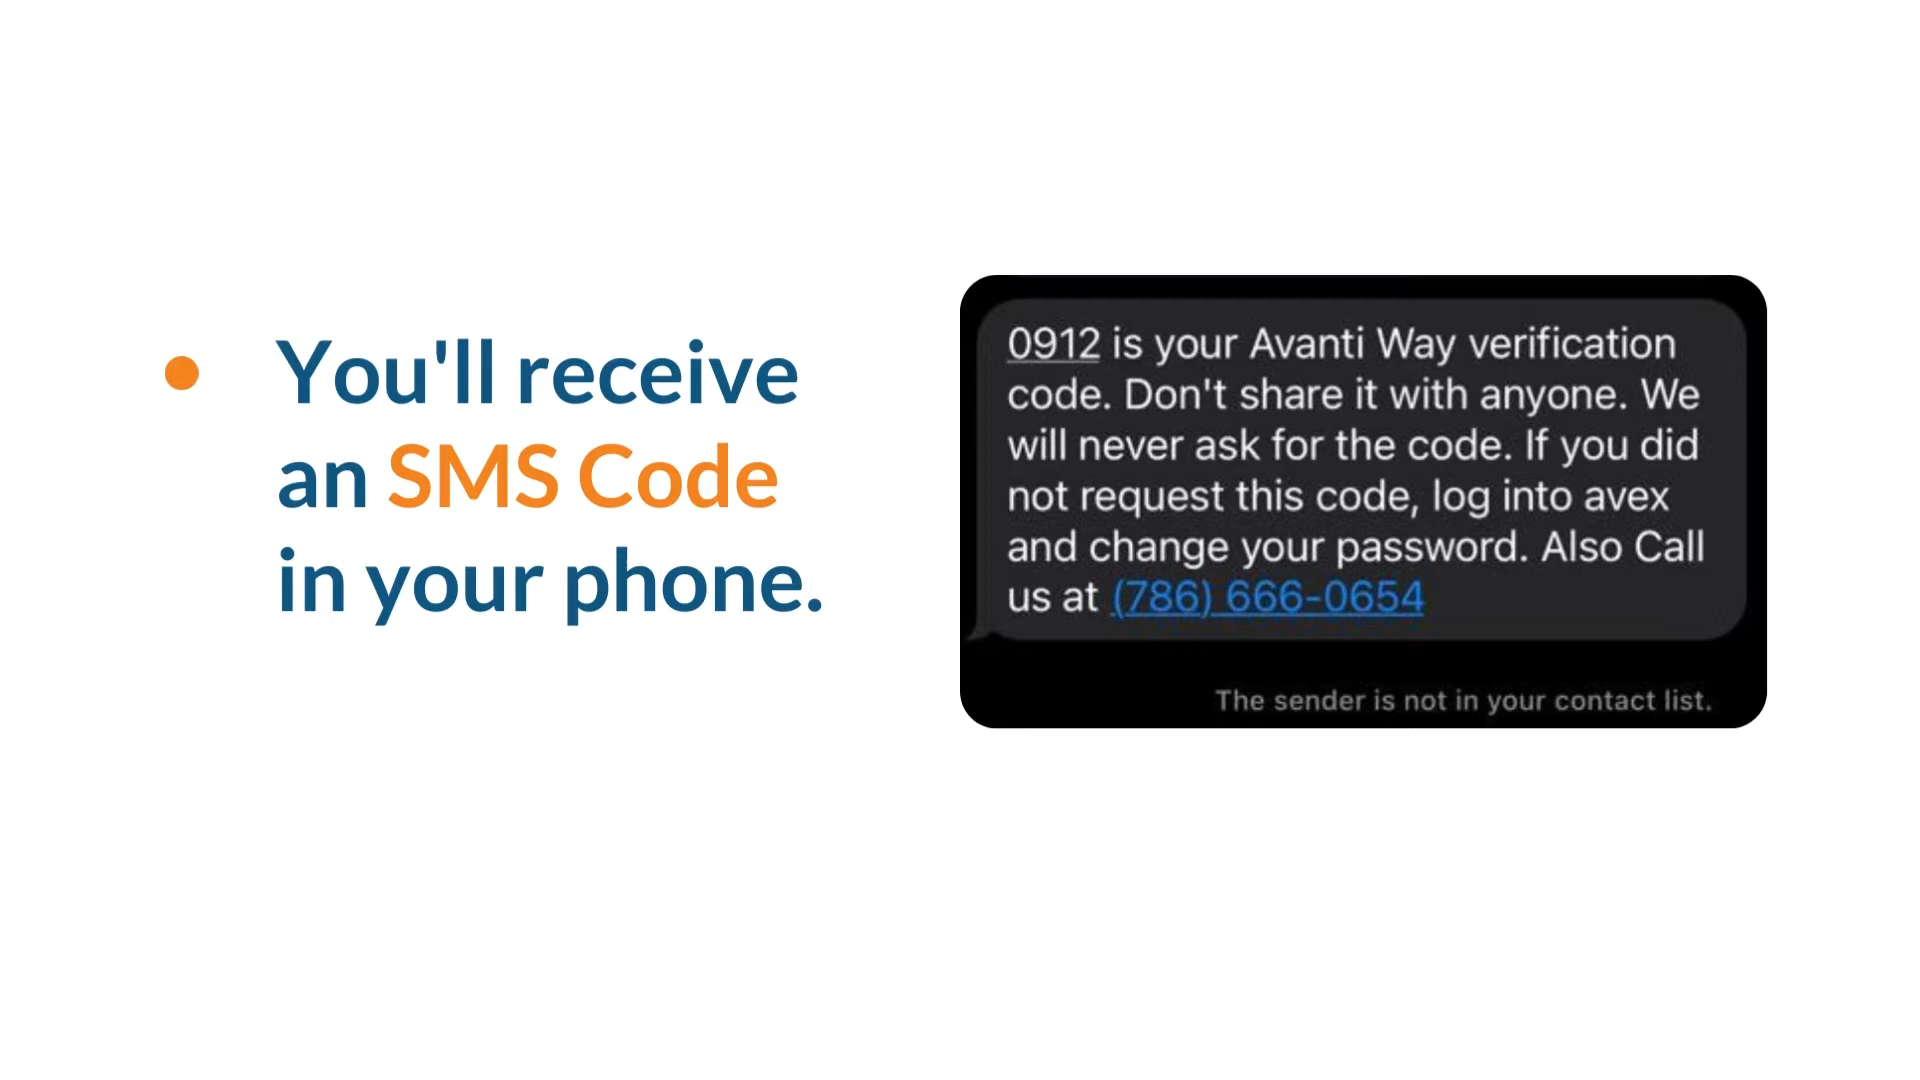 You'll receive
an SMS Code
in your phone.
0912 is your Avanti Way verification
code. Don't share it with anyone. We
will never ask for the code. If you did
not request this code, log into avex
and change your password. Also Call
us at (786) 666-0654
The sender is not in your contact list.